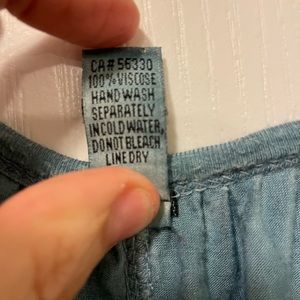 CA# 56330
100% VISCOSE
HAND WASH
SEPARATELY
IN COLD WATER,
DO NOT BLEACH
LINE DRY